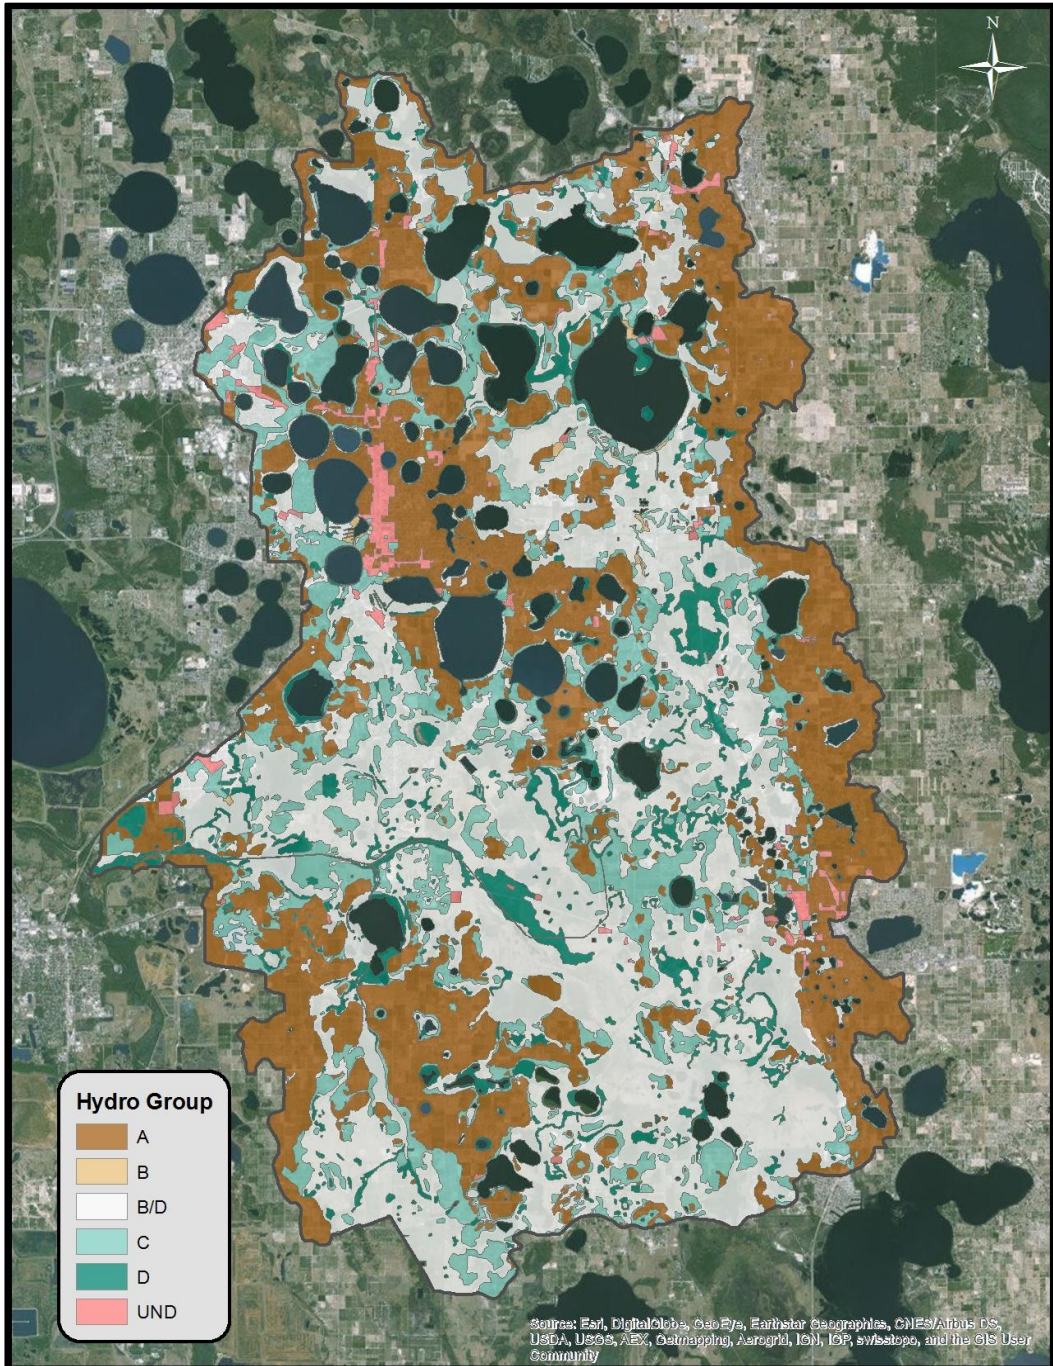 N
Hydro Group
A
B
B/D
C
D
UND
Source: Esri, DigitalGlobe, GeoEye, Earthstar Geographics, CNES/Airbus DS,
USDA, USGS, AEX, Getmapping, Aerogrid, IGN, IGP, swisstopo, and the GIS User
Community